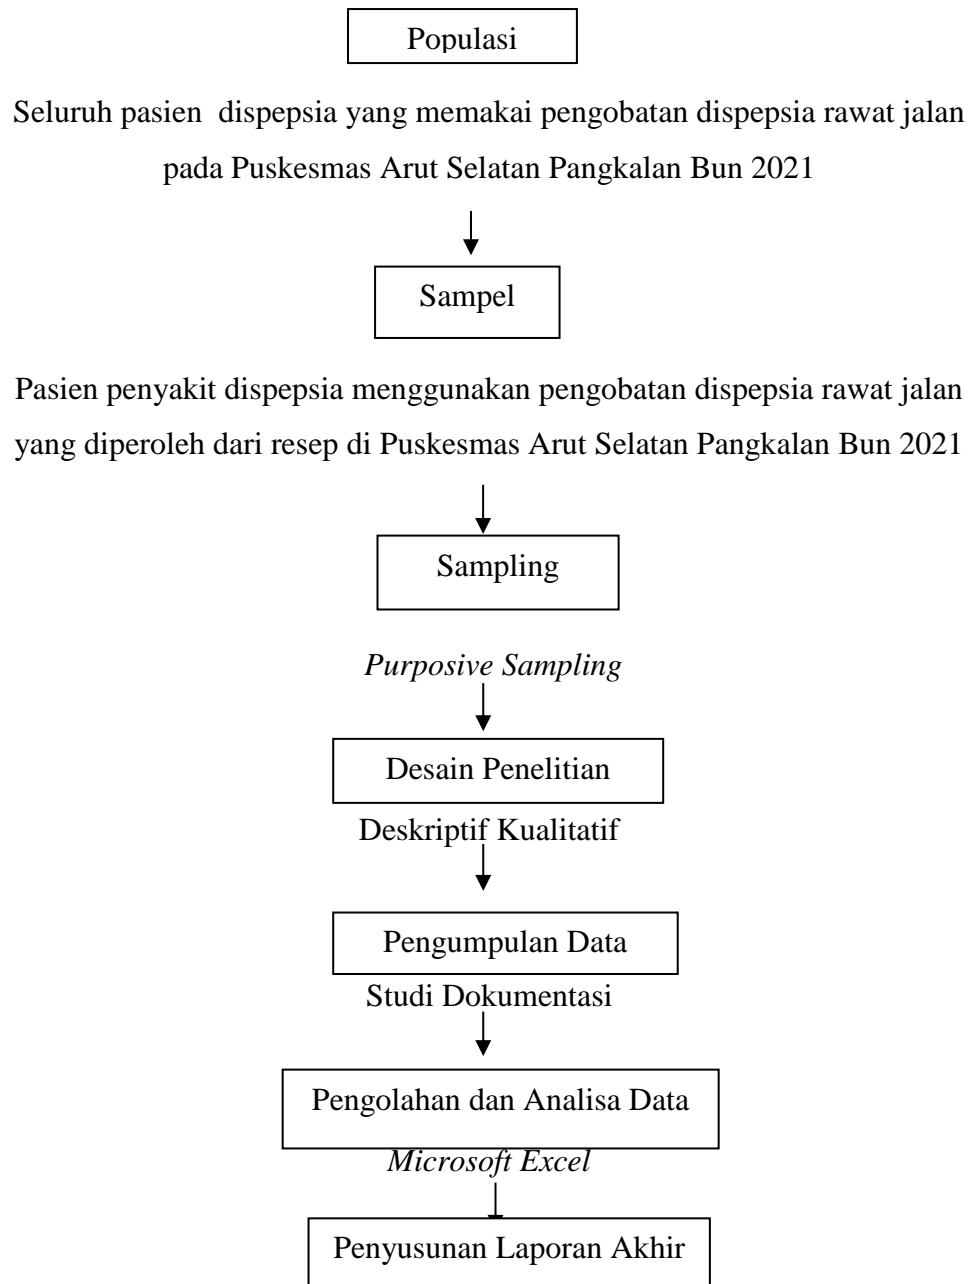 Populasi
Seluruh pasien dispepsia yang memakai pengobatan dispepsia rawat jalan
pada Puskesmas Arut Selatan Pangkalan Bun 2021
Sampel
Pasien penyakit dispepsia menggunakan pengobatan dispepsia rawat jalan
yang diperoleh dari resep di Puskesmas Arut Selatan Pangkalan Bun 2021
Sampling
Purposive Sampling
Desain Penelitian
Deskriptif Kualitatif
Pengumpulan Data
Studi Dokumentasi
Pengolahan dan Analisa Data
Microsoft Excel
Penyusunan Laporan Akhir